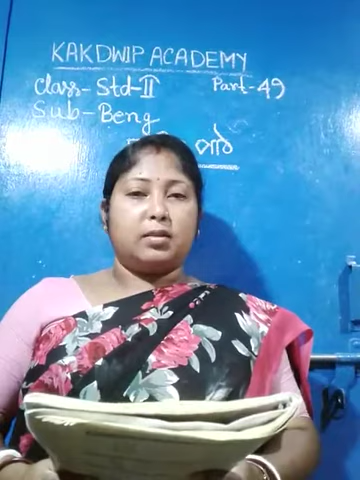 KAKDWIP ACADEMY
Class- Std-II Part-49
Sub- Beng
পাঠ